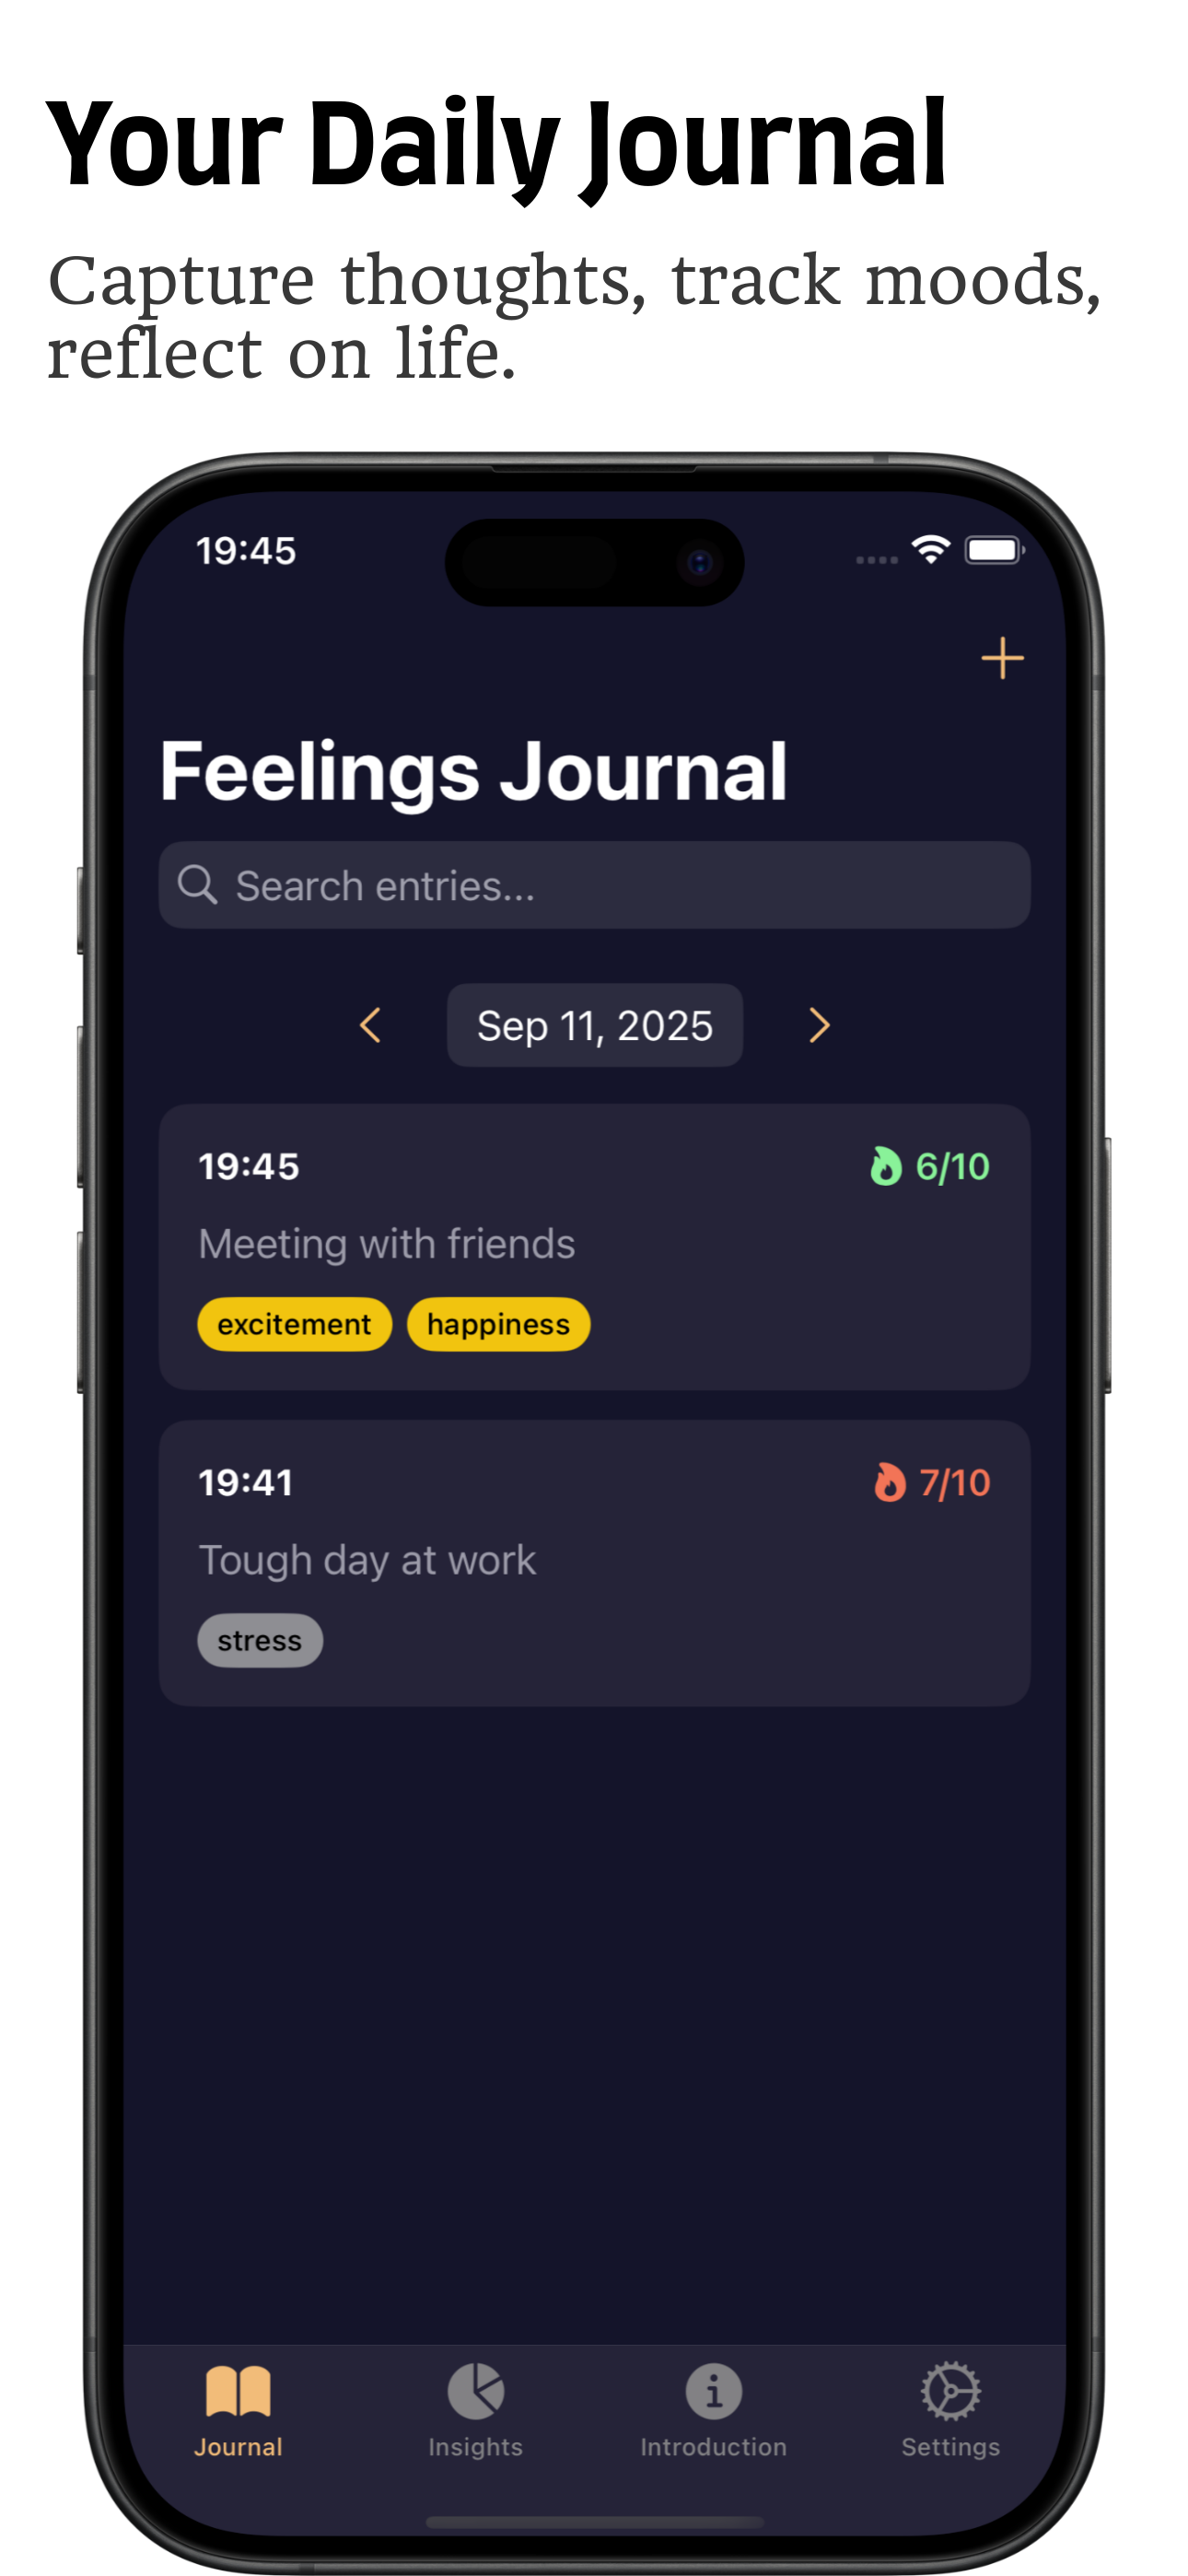 Your Daily Journal
Capture thoughts, track moods,
reflect on life.
19:45
Feelings Journal
Search entries...
Sep 11, 2025
19:45 6/10
Meeting with friends
excitement happiness
19:41 7/10
Tough day at work
stress
Journal Insights Introduction Settings